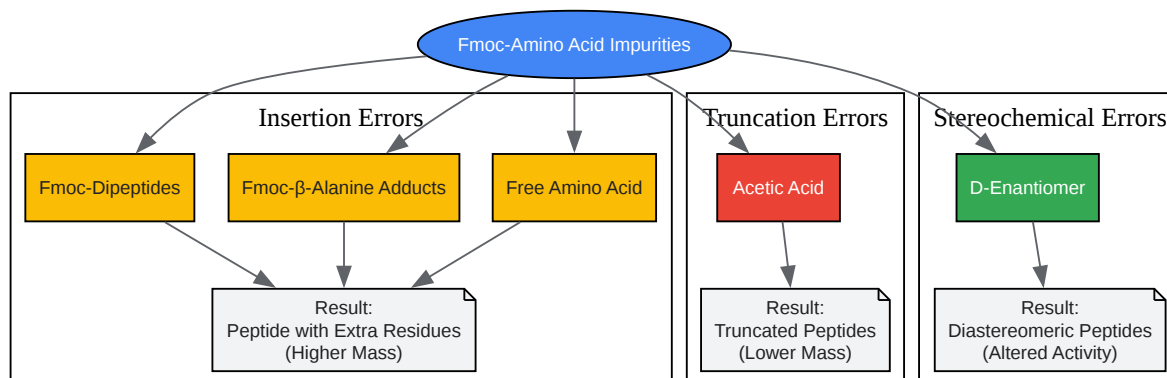 Fmoc-Amino Acid Impurities
Insertion Errors
Truncation Errors
Stereochemical Errors
Fmoc-Dipeptides
Fmoc-β-Alanine Adducts
Free Amino Acid
Acetic Acid
D-Enantiomer
Result:
Peptide with Extra Residues
(Higher Mass)
Result:
Truncated Peptides
(Lower Mass)
Result:
Diastereomeric Peptides
(Altered Activity)